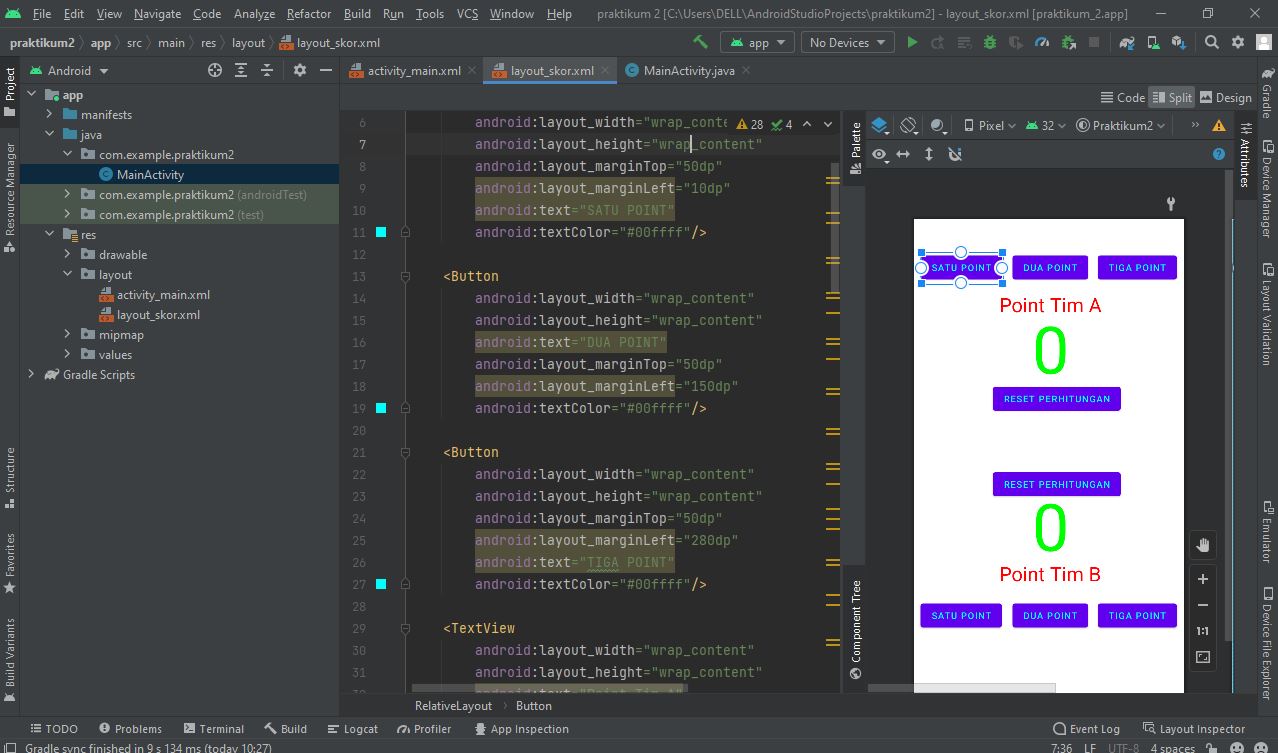 File Edit View Navigate Code Analyze Refactor Build Run Tools VCS Window Help praktikum 2 [C:\Users\DELL\AndroidStudioProjects\praktikum2] - layout_skor.xml [praktikum_2.app]
praktikum2 app src main res layout layout_skor.xml app No Devices
Android activity_main.xml layout_skor.xml MainActivity.java
Code Split Design
Project
Resource Manager
Structure
Favorites
Build Variants
app
manifests
java
com.example.praktikum2
MainActivity
com.example.praktikum2 (androidTest)
com.example.praktikum2 (test)
res
drawable
layout
activity_main.xml
layout_skor.xml
mipmap
values
Gradle Scripts
28 4
6 android:layout_width="wrap_conte
7 android:layout_height="wrap_content"
8 android:layout_marginTop="50dp"
9 android:layout_marginLeft="10dp"
10 android:text="SATU POINT"
11 android:textColor="#00ffff"/>
12
13 <Button
14 android:layout_width="wrap_content"
15 android:layout_height="wrap_content"
16 android:text="DUA POINT"
17 android:layout_marginTop="50dp"
18 android:layout_marginLeft="150dp"
19 android:textColor="#00ffff"/>
20
21 <Button
22 android:layout_width="wrap_content"
23 android:layout_height="wrap_content"
24 android:layout_marginTop="50dp"
25 android:layout_marginLeft="280dp"
26 android:text="TIGA POINT"
27 android:textColor="#00ffff"/>
28
29 <TextView
30 android:layout_width="wrap_content"
31 android:layout_height="wrap_content"
android:text="Point Tim A"
RelativeLayout Button
Palette
Component Tree
Pixel 32 Praktikum2
SATU POINT DUA POINT TIGA POINT
Point Tim A
0
RESET PERHITUNGAN
RESET PERHITUNGAN
0
Point Tim B
SATU POINT DUA POINT TIGA POINT
1:1
Attributes
Gradle
Device Manager
Layout Validation
Emulator
Device File Explorer
TODO Problems Terminal Build Logcat Profiler App Inspection Event Log Layout Inspector
Gradle sync finished in 9 s 134 ms (today 10:27) 7:36 LF UTF-8 4 spaces